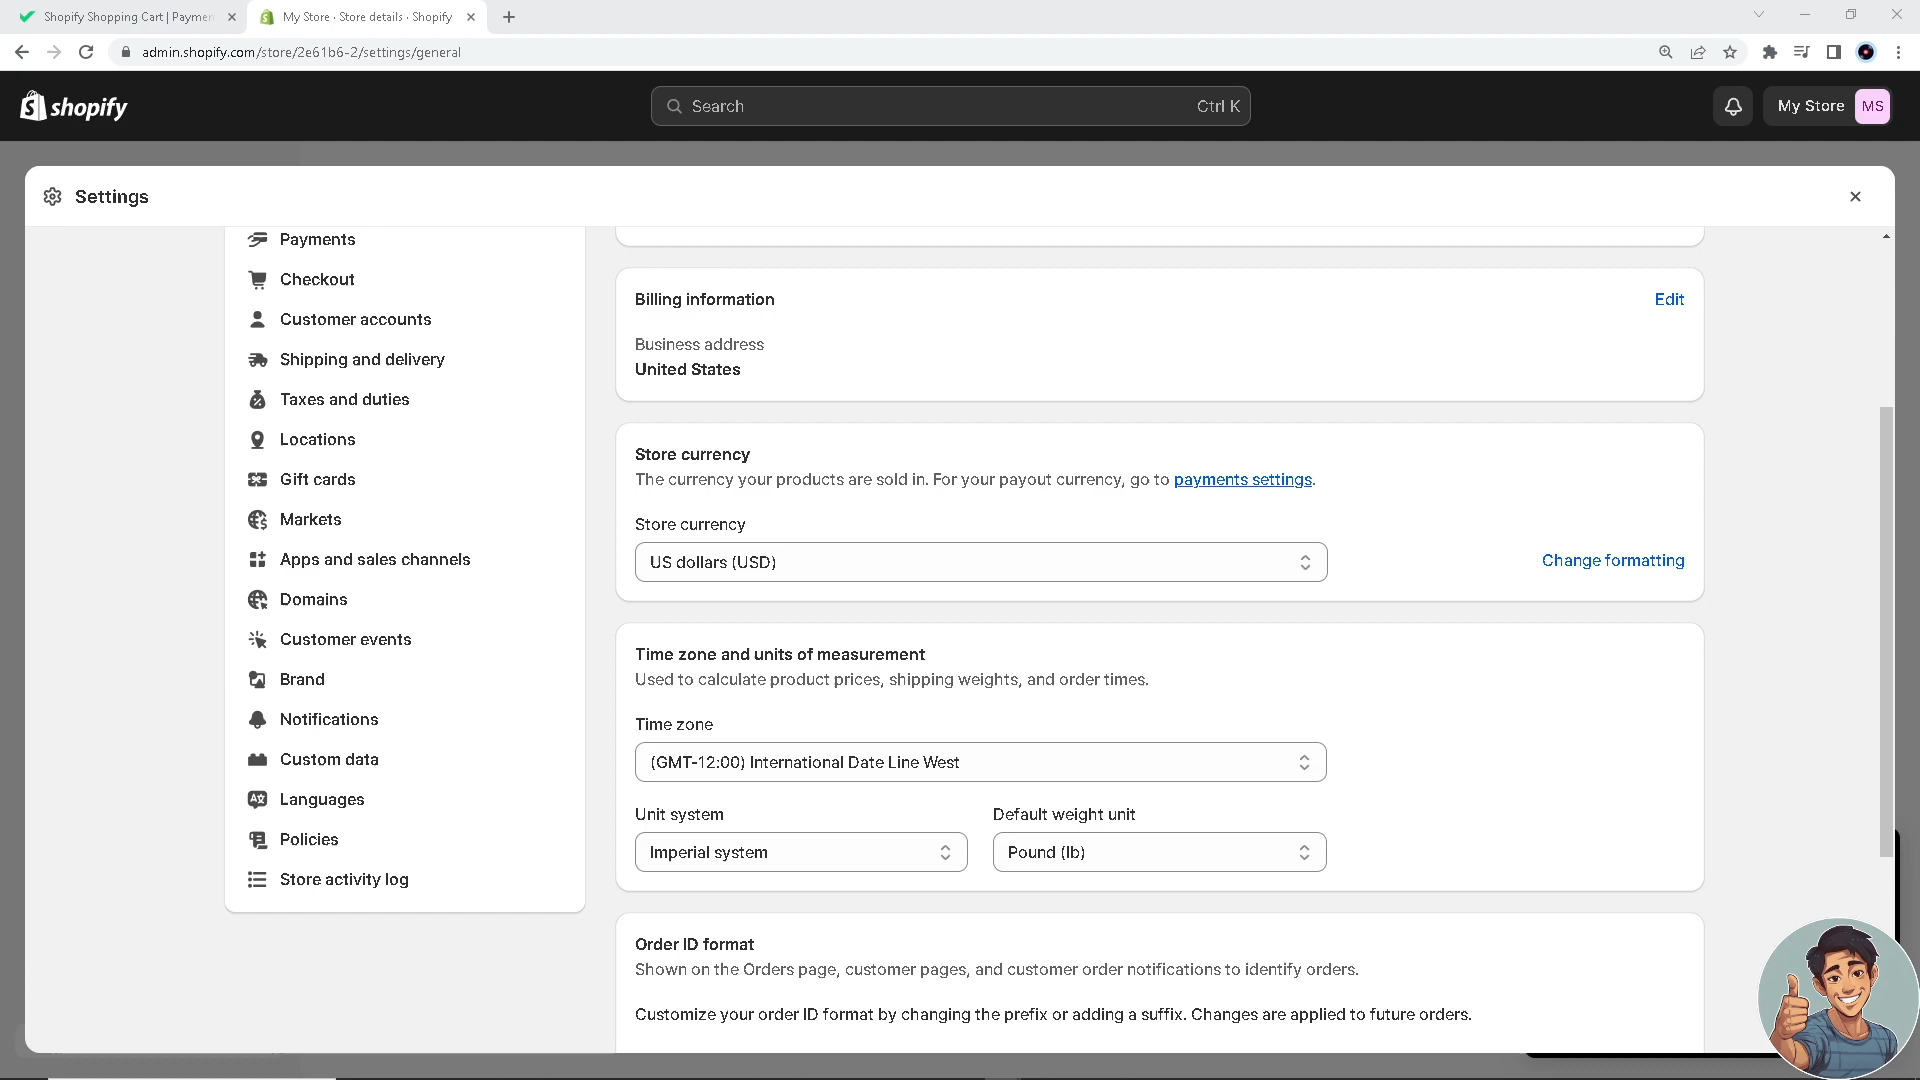 Shopify Shopping Cart | Paymen
My Store · Store details · Shopify
admin.shopify.com/store/2e61b6-2/settings/general
shopify
Search
Ctrl K
My Store
MS
Settings
Payments
Checkout
Customer accounts
Shipping and delivery
Taxes and duties
Locations
Gift cards
Markets
Apps and sales channels
Domains
Customer events
Brand
Notifications
Custom data
Languages
Policies
Store activity log
Billing information
Edit
Business address
United States
Store currency
The currency your products are sold in. For your payout currency, go to payments settings.
Store currency
US dollars (USD)
Change formatting
Time zone and units of measurement
Used to calculate product prices, shipping weights, and order times.
Time zone
(GMT-12:00) International Date Line West
Unit system
Default weight unit
Imperial system
Pound (lb)
Order ID format
Shown on the Orders page, customer pages, and customer order notifications to identify orders.
Customize your order ID format by changing the prefix or adding a suffix. Changes are applied to future orders.